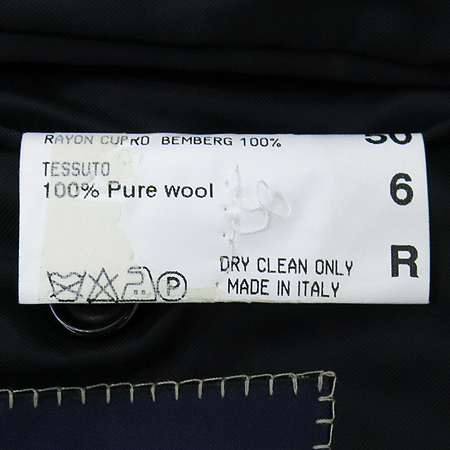 RAYON CUPRO BEMBERG 100%
TESSUTO
100% Pure wool
6
R
P
DRY CLEAN ONLY
MADE IN ITALY